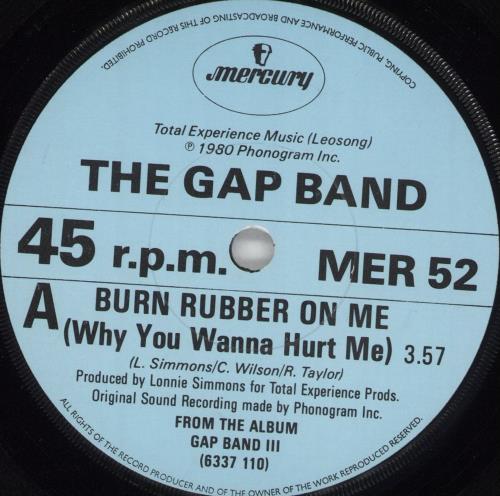 COPYING, PUBLIC PERFORMANCE AND BROADCASTING OF THIS RECORD PROHIBITED.
mercury
Total Experience Music (Leosong)
℗ 1980 Phonogram Inc.
THE GAP BAND
45 r.p.m. MER 52
A BURN RUBBER ON ME
(Why You Wanna Hurt Me) 3.57
(L. Simmons/C. Wilson/R. Taylor)
Produced by Lonnie Simmons for Total Experience Prods.
Original Sound Recording made by Phonogram Inc.
FROM THE ALBUM
GAP BAND III
(6337 110)
ALL RIGHTS OF THE RECORD PRODUCER AND OF THE OWNER OF THE WORK REPRODUCED RESERVED.